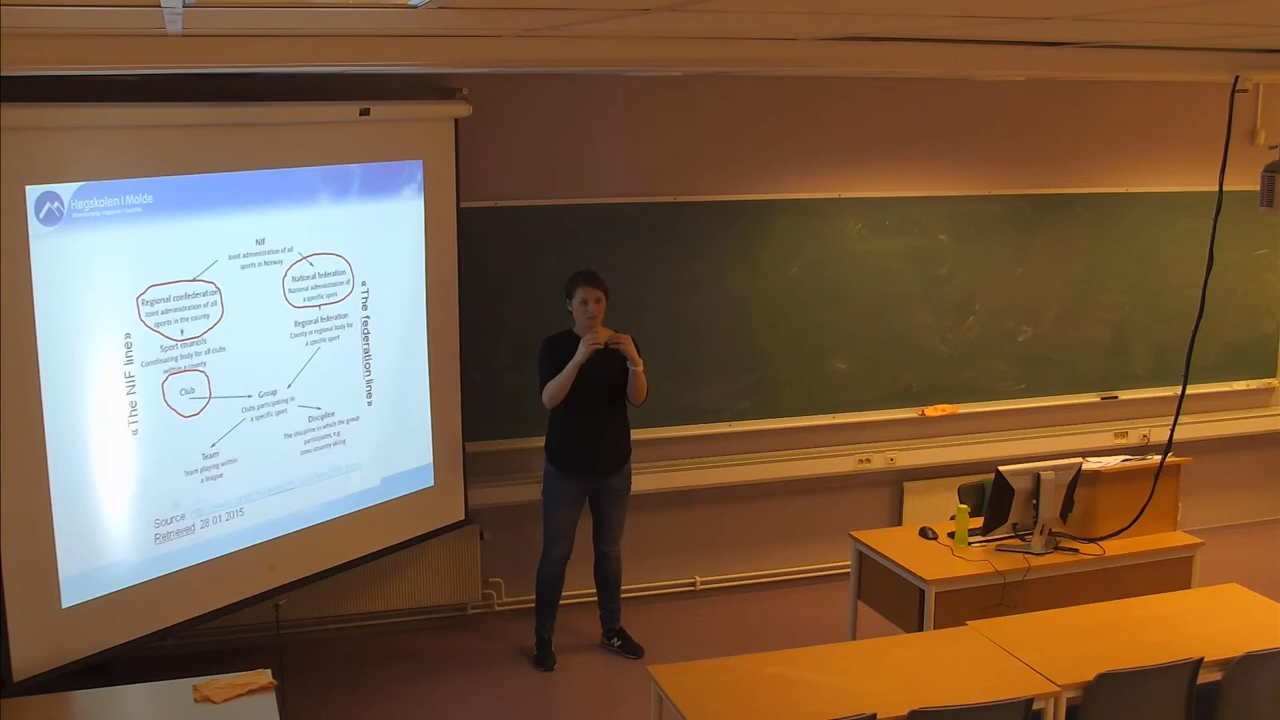 Høgskolen i Molde
NIF
Joint administration of all
sports in Norway
National federation
National administration of
a specific sport
Regional confederation
Joint administration of all
sports in the county
Regional federation
County in regional body for
a specific sport
Sport councils
Coordinating body for all clubs
within a county
Club
Group
Clubs participating in
a specific sport
Discipline
The discipline in which the group
participates, e.g
cross-country skiing
Team
Team playing within
a league
«The NIF line»
«The federation line»
Source
Retrieved 28.01.2015
N